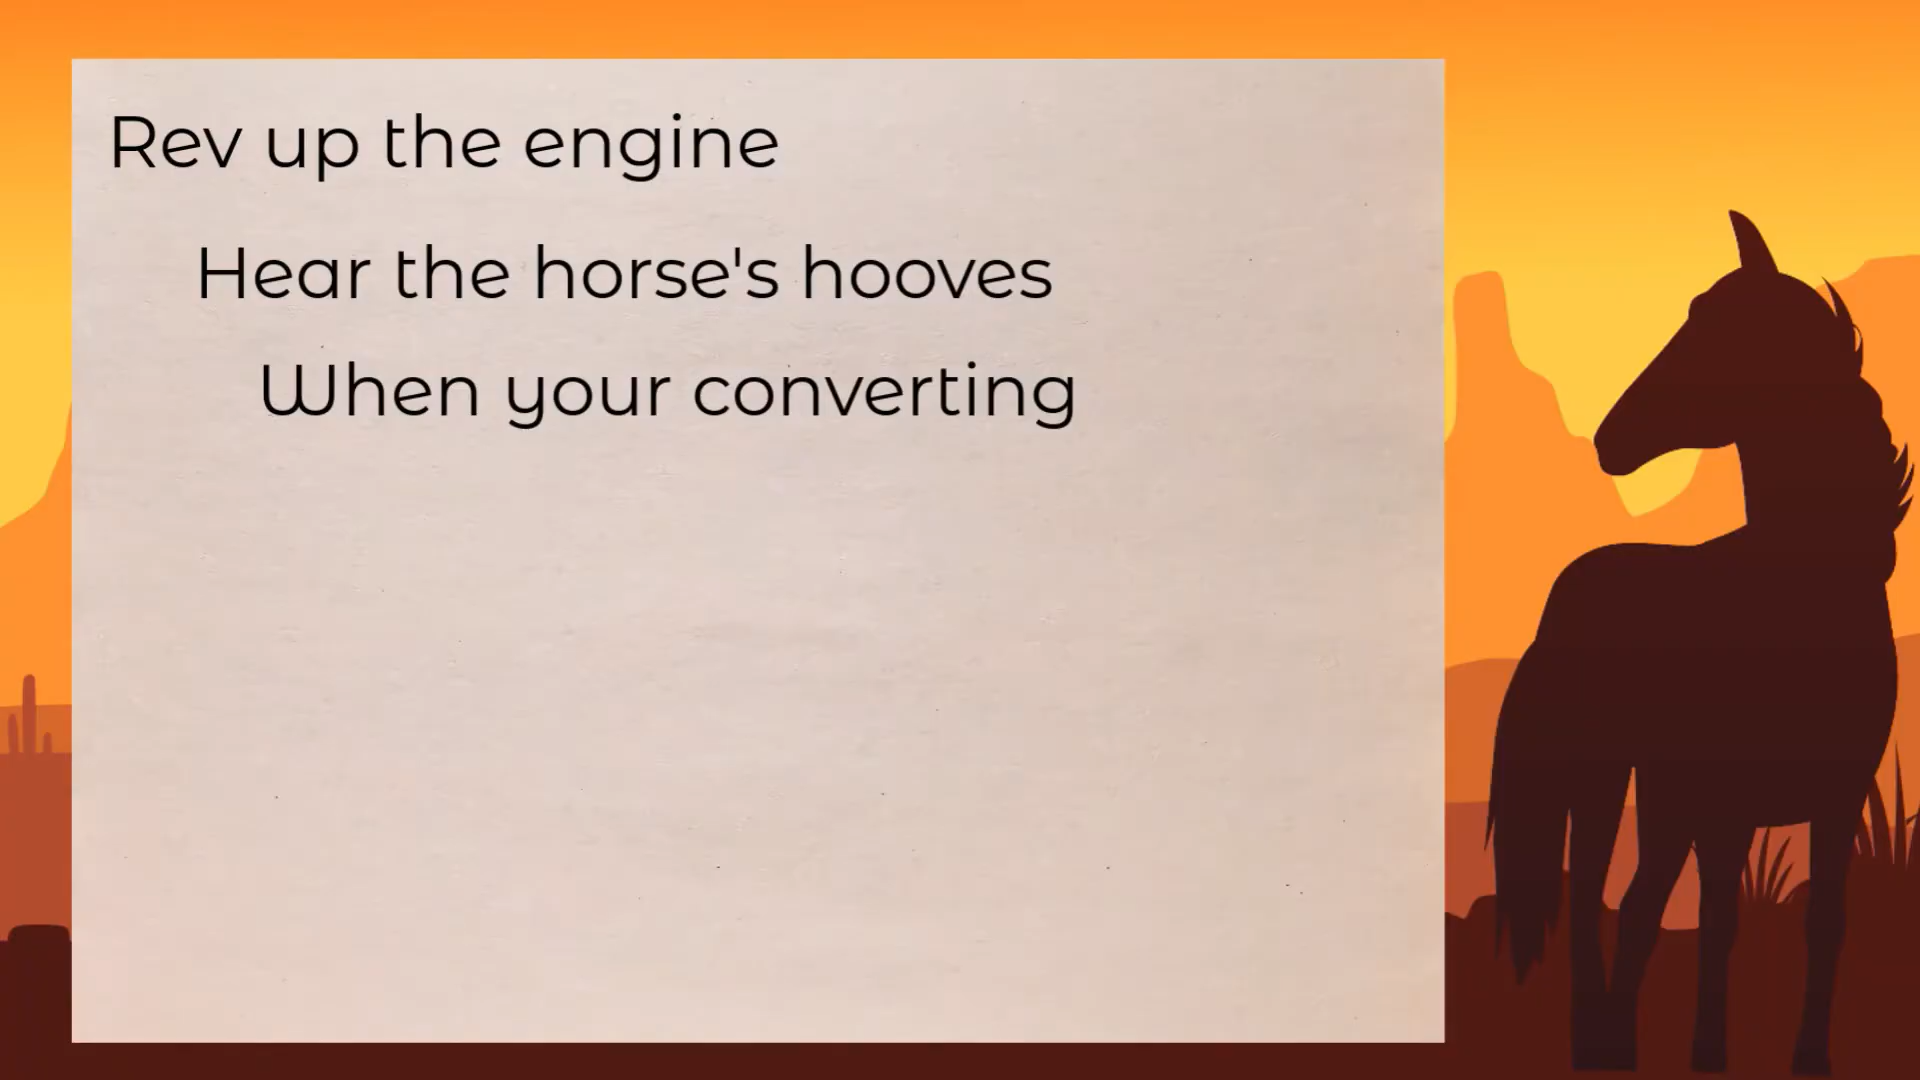 Rev up the engine
Hear the horse's hooves
When your converting